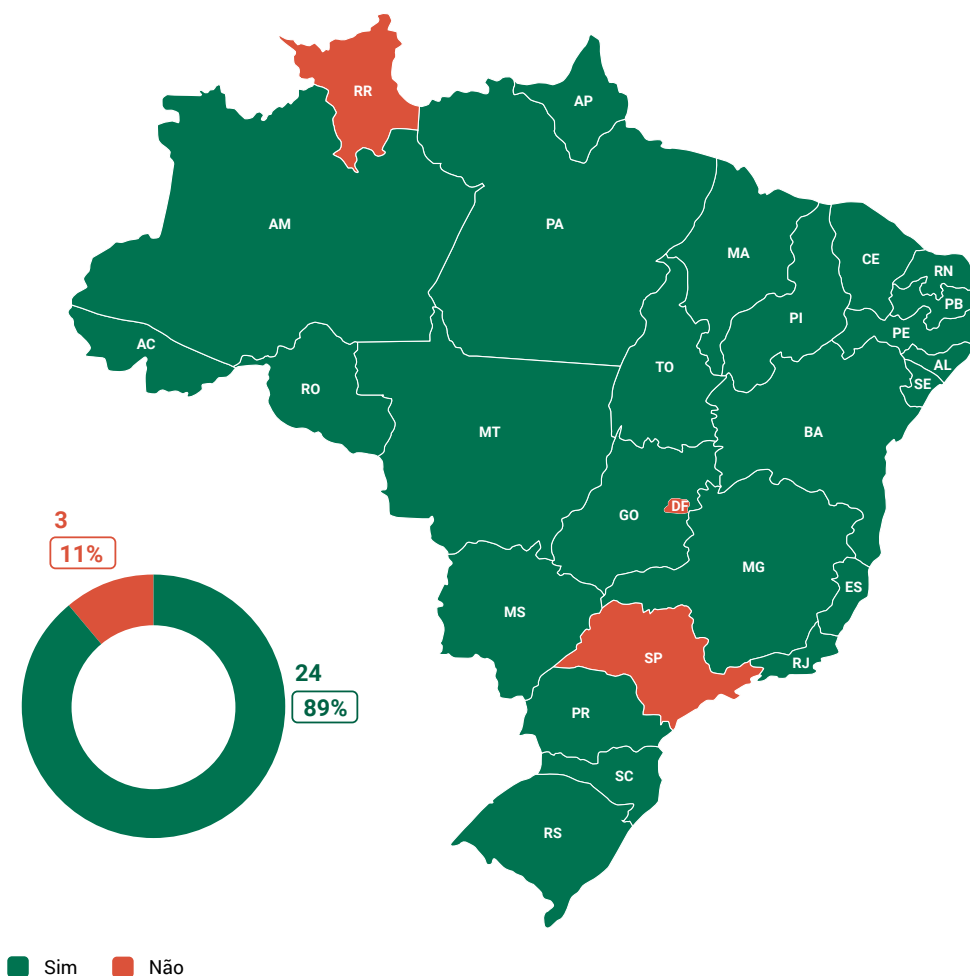 RR
AP
AM
PA
MA
CE
RN
PB
PI
PE
AC
TO
AL
SE
RO
MT
BA
DF
GO
3
11%
MG
ES
MS
SP
RJ
24
89%
PR
SC
RS
Sim
Não